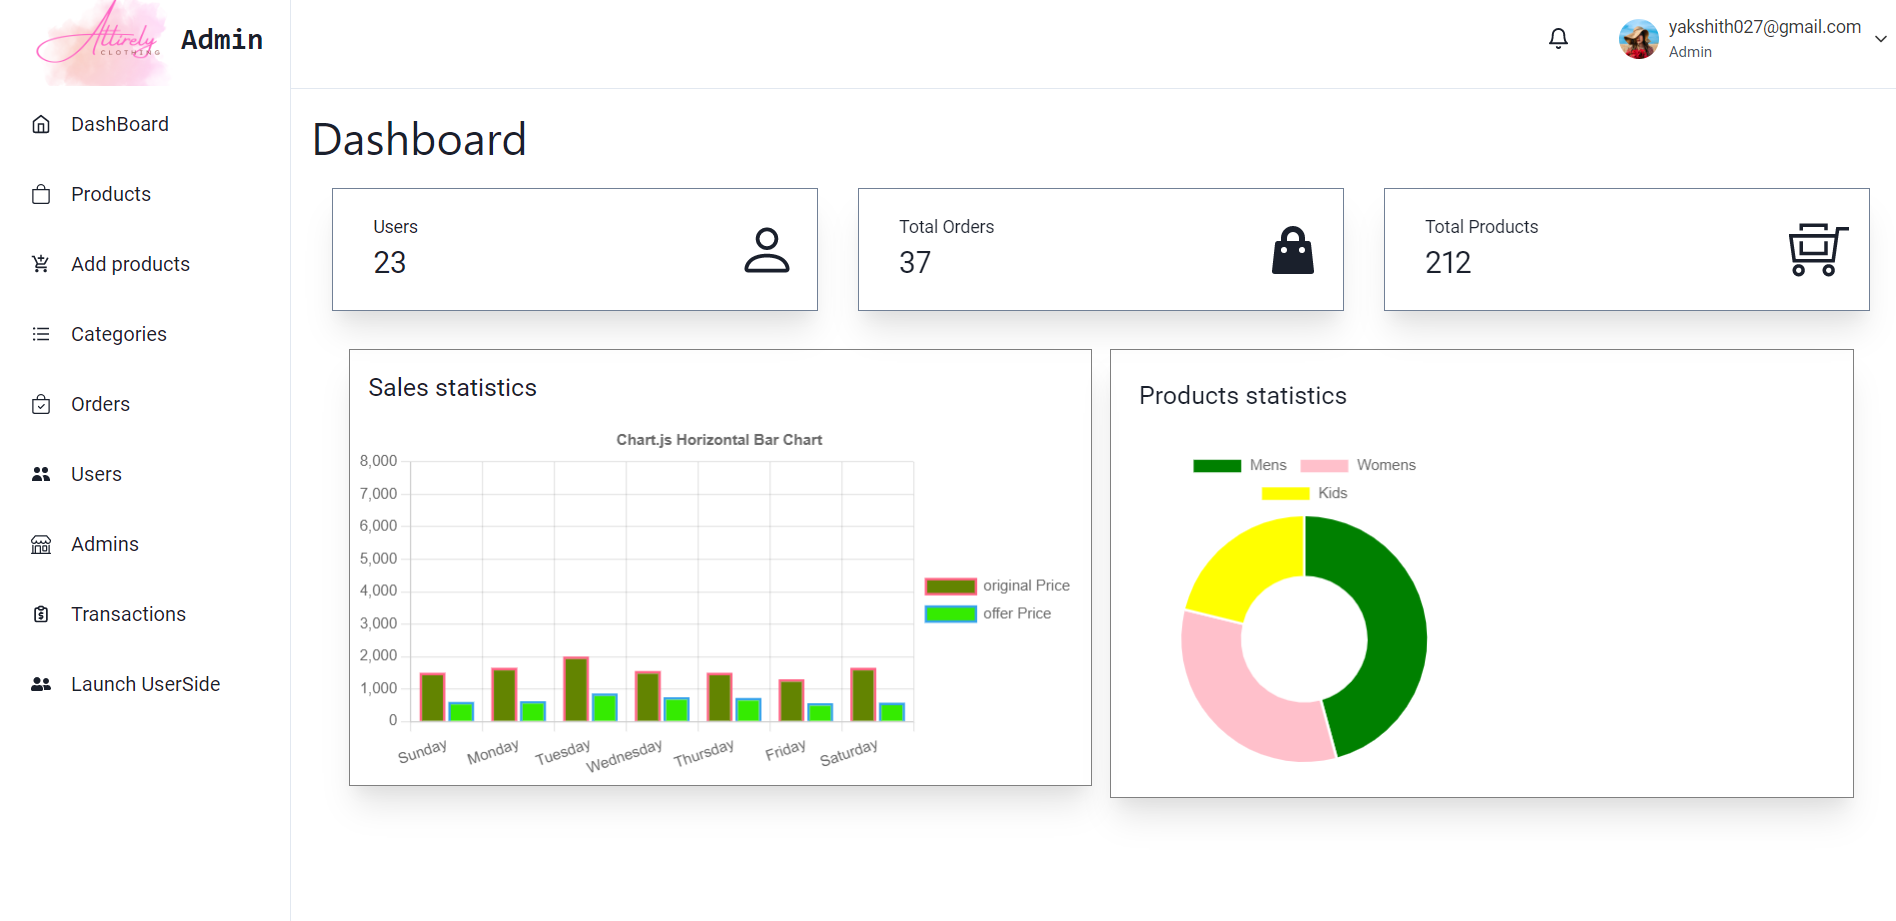 Attirely
CLOTHING
Admin
yakshith027@gmail.com
Admin
DashBoard
Products
Add products
Categories
Orders
Users
Admins
Transactions
Launch UserSide
Dashboard
Users
23
Total Orders
37
Total Products
212
Sales statistics
Chart.js Horizontal Bar Chart
8,000
7,000
6,000
5,000
4,000
3,000
2,000
1,000
0
Sunday
Monday
Tuesday
Wednesday
Thursday
Friday
Saturday
original Price
offer Price
Products statistics
Mens
Womens
Kids